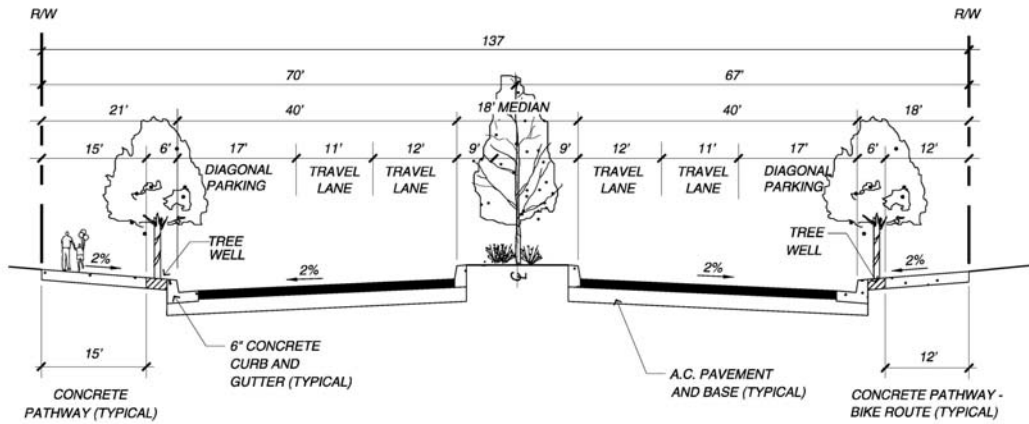 R/W
R/W
137
70'
67'
21'
40'
18' MEDIAN
40'
18'
15'
6'
17'
11'
12'
9'
9'
12'
11'
17'
6'
12'
DIAGONAL
PARKING
TRAVEL
LANE
TRAVEL
LANE
TRAVEL
LANE
TRAVEL
LANE
DIAGONAL
PARKING
TREE
WELL
TREE
WELL
2%
2%
2%
2%
CL
15'
6" CONCRETE
CURB AND
GUTTER (TYPICAL)
A.C. PAVEMENT
AND BASE (TYPICAL)
12'
CONCRETE
PATHWAY (TYPICAL)
CONCRETE PATHWAY -
BIKE ROUTE (TYPICAL)